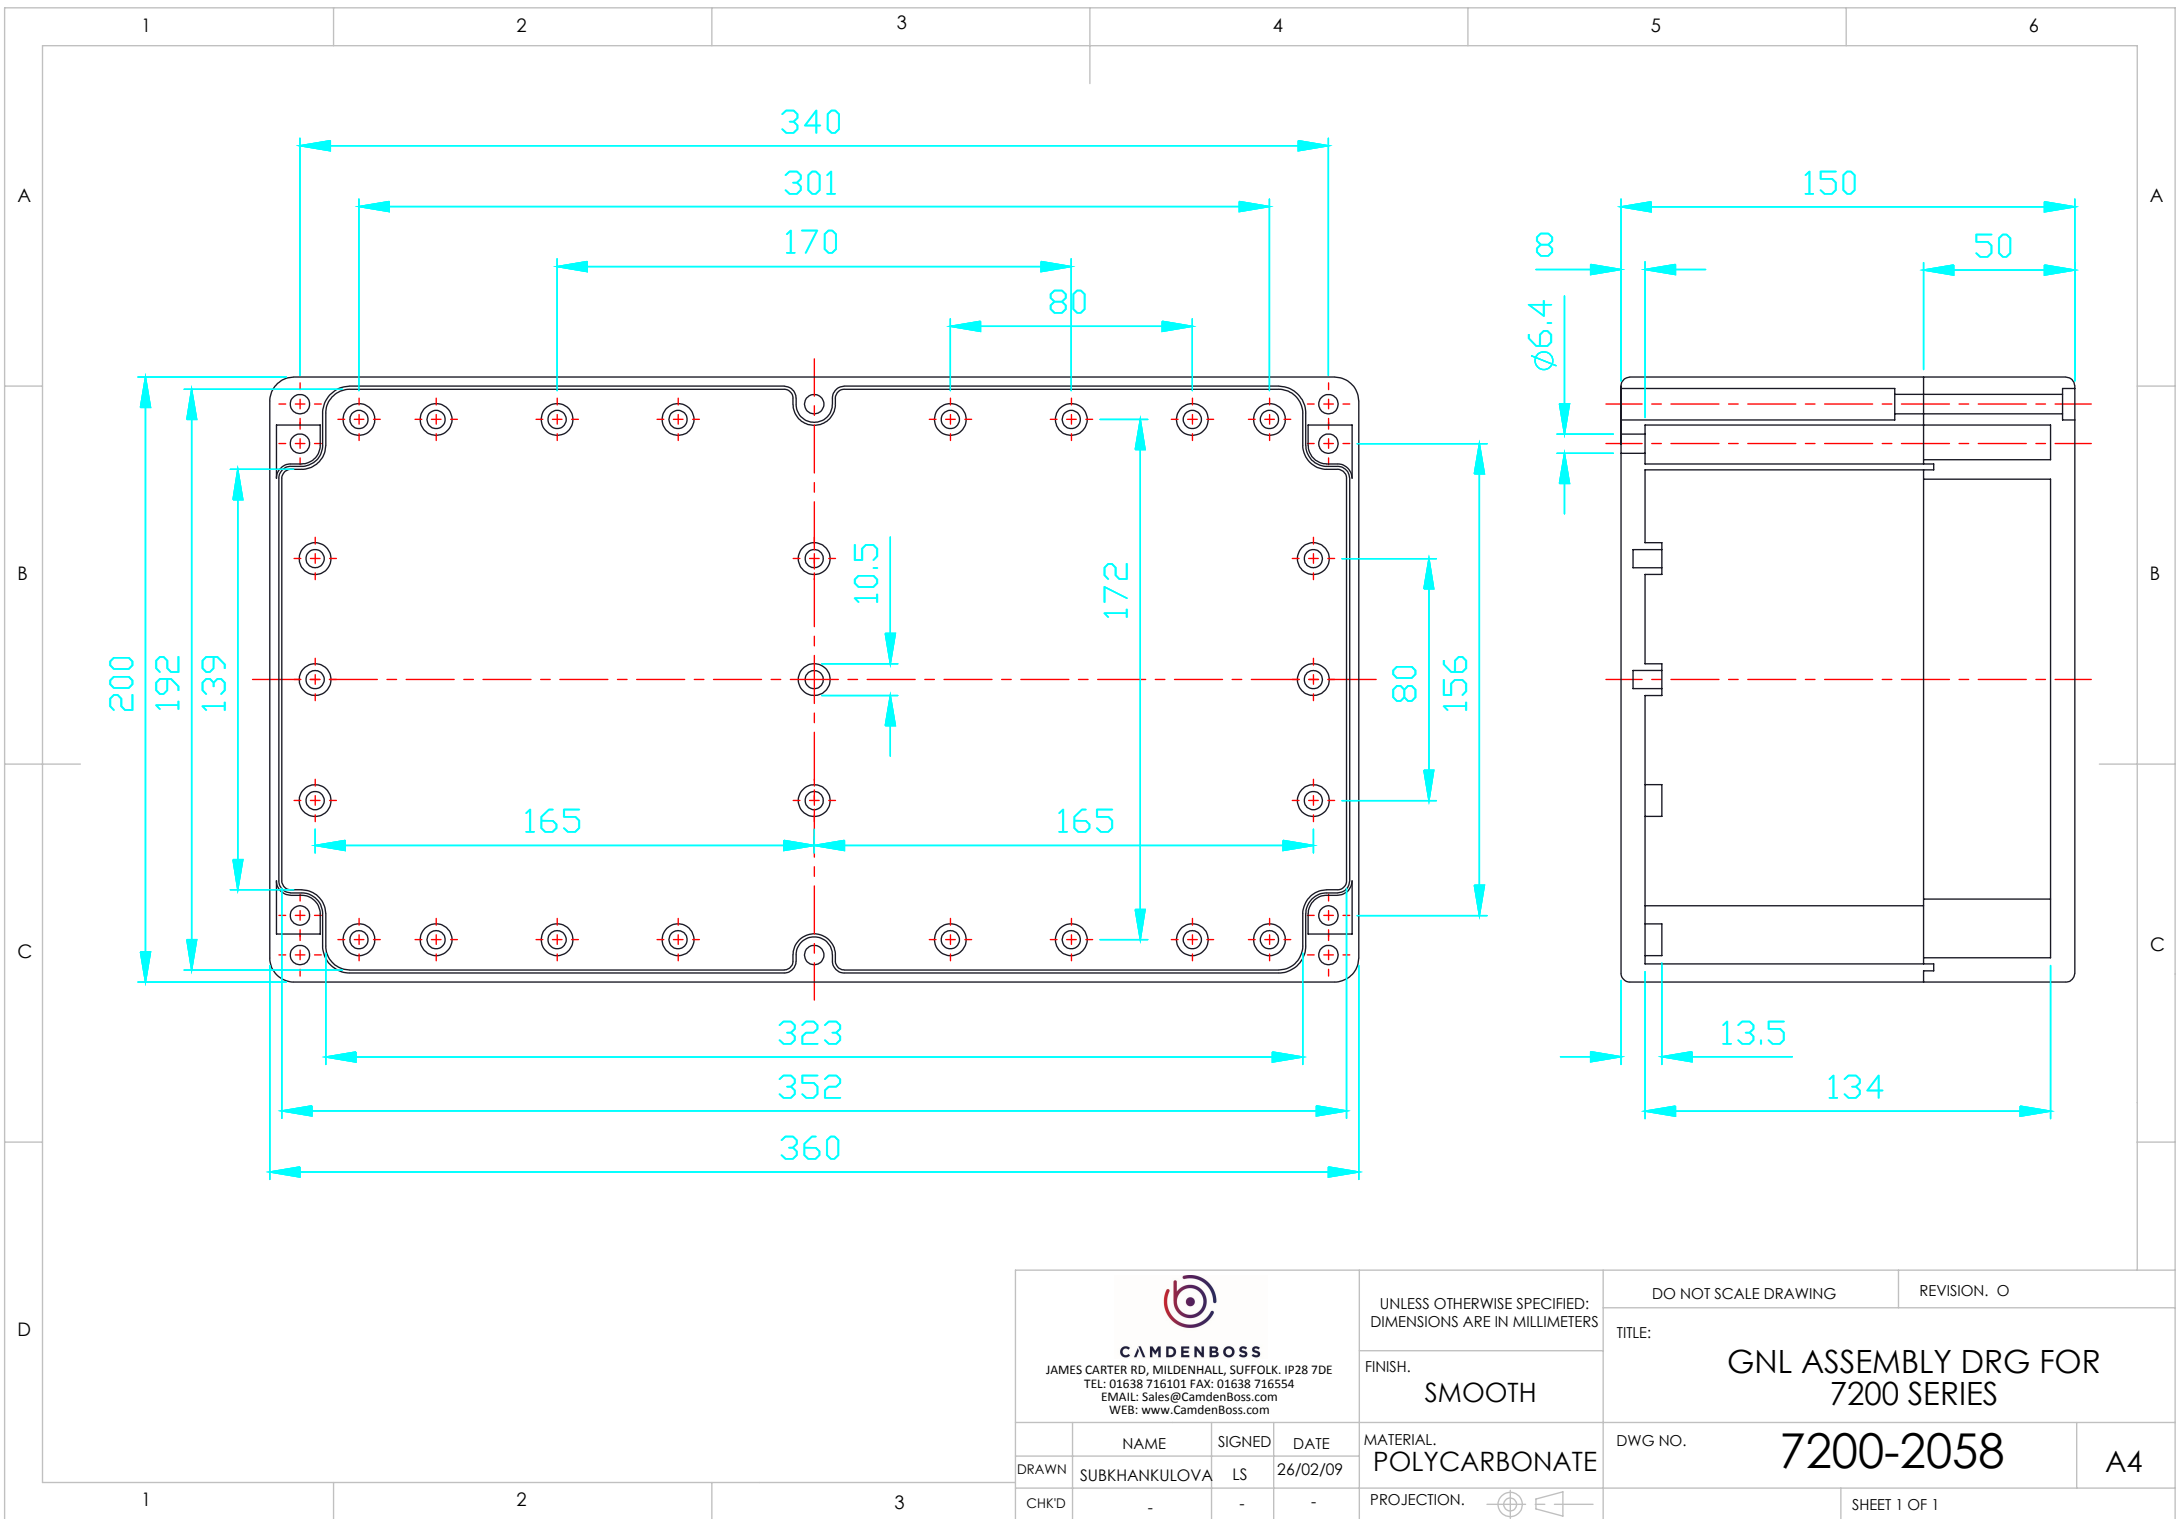 1 2 3 4 5 6
A A
B B
C C
D
340
301
170
80
200
192
139
10.5
172
80
156
165 165
323
352
360
150
8 50
ø6.4
13.5
134
CAMDENBOSS
JAMES CARTER RD, MILDENHALL, SUFFOLK. IP28 7DE
TEL: 01638 716101 FAX: 01638 716554
EMAIL: Sales@CamdenBoss.com
WEB: www.CamdenBoss.com
NAME SIGNED DATE
DRAWN SUBKHANKULOVA LS 26/02/09
CHK'D - - -
UNLESS OTHERWISE SPECIFIED:
DIMENSIONS ARE IN MILLIMETERS
FINISH.
SMOOTH
MATERIAL.
POLYCARBONATE
PROJECTION.
DO NOT SCALE DRAWING REVISION. O
TITLE:
GNL ASSEMBLY DRG FOR
7200 SERIES
DWG NO. 7200-2058 A4
SHEET 1 OF 1
1 2 3